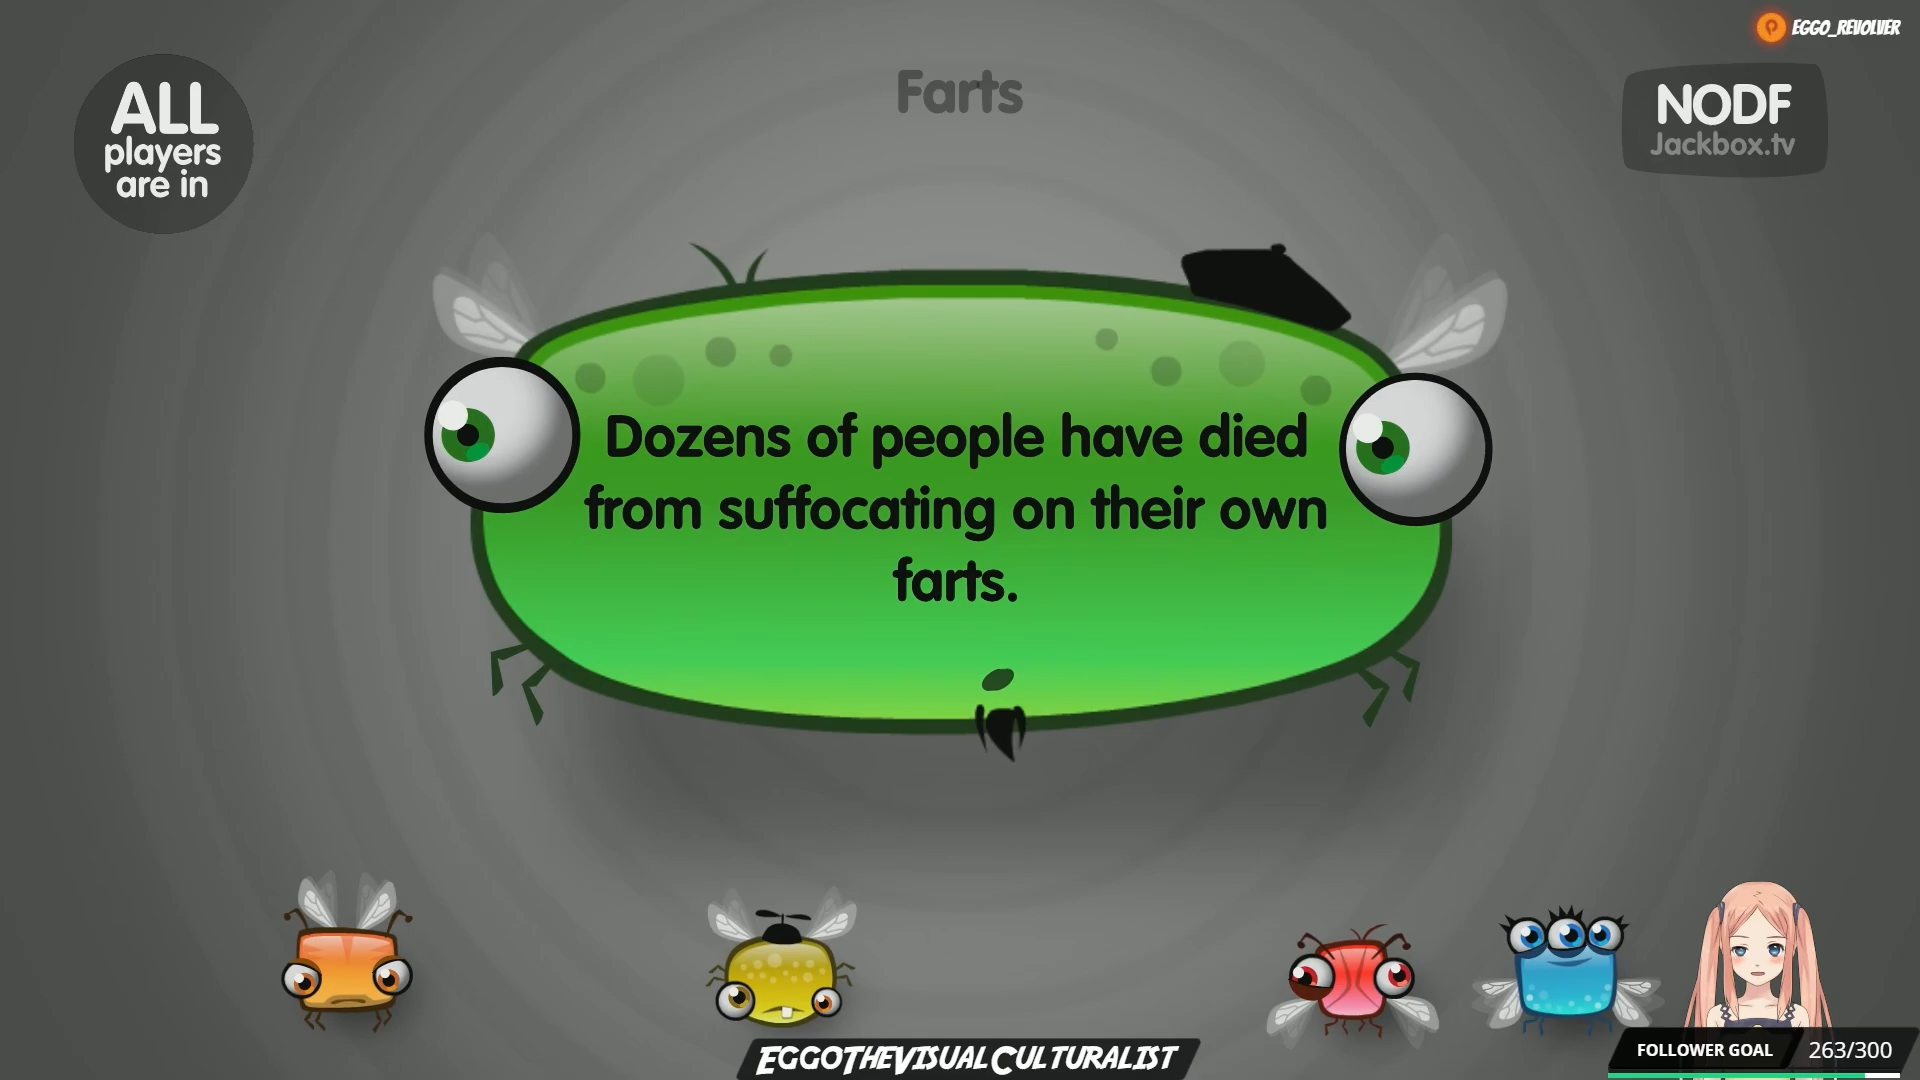 EGGO_REVOLVER
ALL
players
are in
Farts
NODF
Jackbox.tv
Dozens of people have died
from suffocating on their own
farts.
EGGOTHEVISUALCULTURALIST
FOLLOWER GOAL 263/300